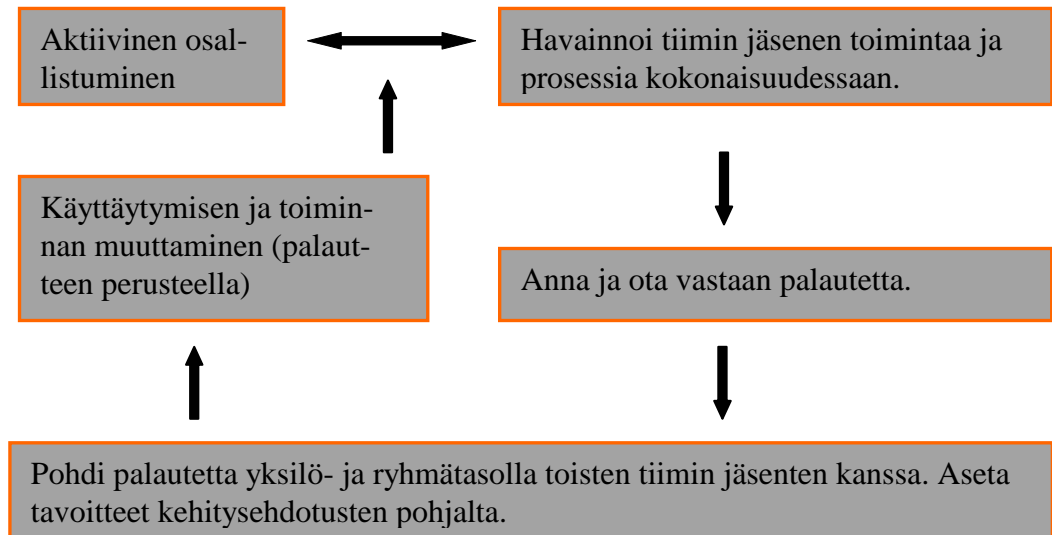 Aktiivinen osal-
listuminen
Havainnoi tiimin jäsenen toimintaa ja
prosessia kokonaisuudessaan.
Käyttäytymisen ja toimin-
nan muuttaminen (palaut-
teen perusteella)
Anna ja ota vastaan palautetta.
Pohdi palautetta yksilö- ja ryhmätasolla toisten tiimin jäsenten kanssa. Aseta
tavoitteet kehitysehdotusten pohjalta.